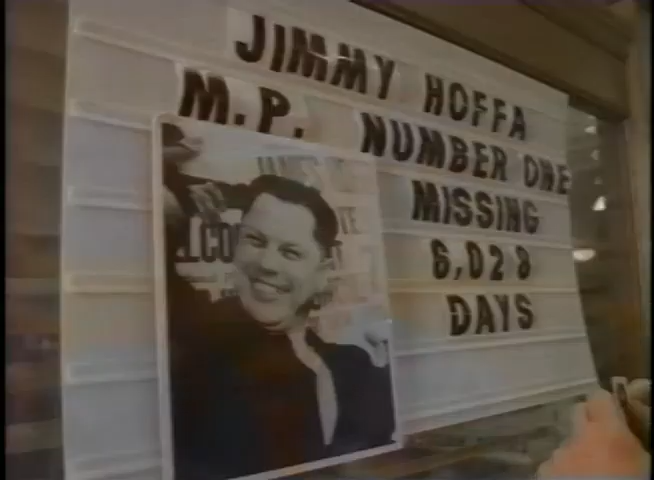 JIMMY HOFFA
M.P. NUMBER ONE
MISSING
6,028
DAYS